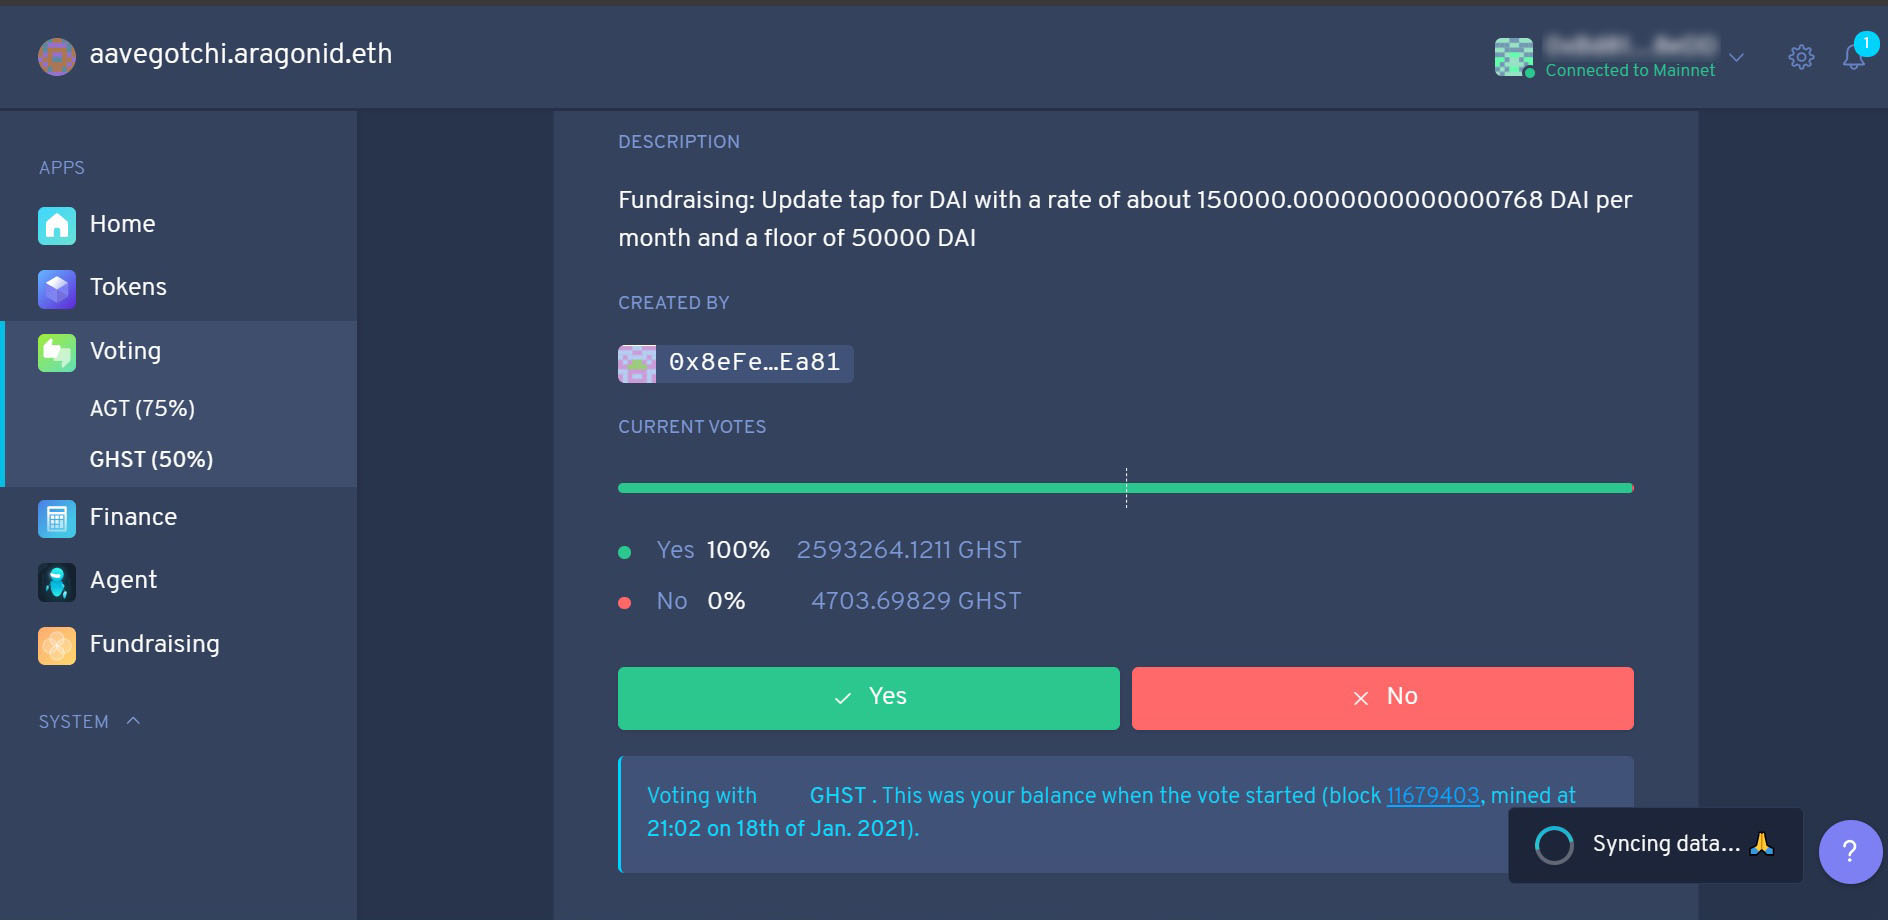 aavegotchi.aragonid.eth
Connected to Mainnet
1
APPS
Home
Tokens
Voting
AGT (75%)
GHST (50%)
Finance
Agent
Fundraising
SYSTEM
DESCRIPTION
Fundraising: Update tap for DAI with a rate of about 150000.0000000000000768 DAI per
month and a floor of 50000 DAI
CREATED BY
0x8eFe…Ea81
CURRENT VOTES
Yes 100% 2593264.1211 GHST
No 0% 4703.69829 GHST
Yes
No
Voting with GHST . This was your balance when the vote started (block 11679403, mined at
21:02 on 18th of Jan. 2021).
Syncing data… 🙏
?